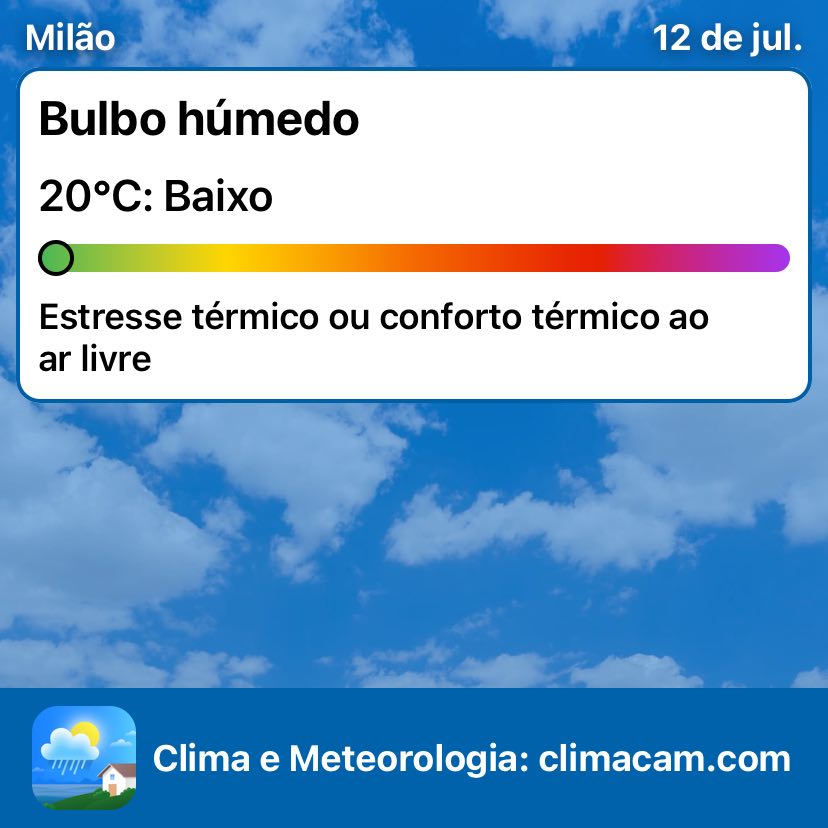 Milão
12 de jul.
Bulbo húmedo
20°C: Baixo
Estresse térmico ou conforto térmico ao
ar livre
Clima e Meteorologia: climacam.com